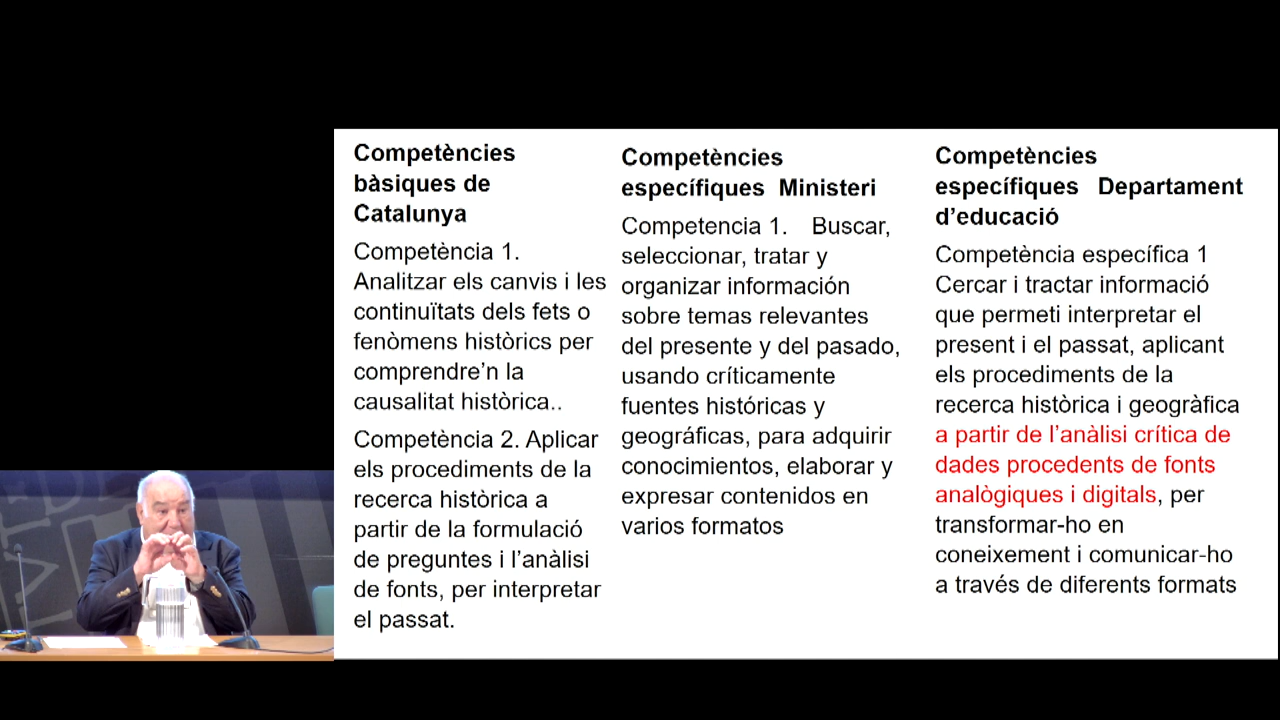 Competències
bàsiques de
Catalunya
Competència 1.
Analitzar els canvis i les
continuïtats dels fets o
fenòmens històrics per
comprendre’n la
causalitat històrica..
Competència 2. Aplicar
els procediments de la
recerca històrica a
partir de la formulació
de preguntes i l’anàlisi
de fonts, per interpretar
el passat.
Competències
específiques Ministeri
Competencia 1. Buscar,
seleccionar, tratar y
organizar información
sobre temas relevantes
del presente y del pasado,
usando críticamente
fuentes históricas y
geográficas, para adquirir
conocimientos, elaborar y
expresar contenidos en
varios formatos
Competències
específiques Departament
d’educació
Competència específica 1
Cercar i tractar informació
que permeti interpretar el
present i el passat, aplicant
els procediments de la
recerca històrica i geogràfica
a partir de l’anàlisi crítica de
dades procedents de fonts
analògiques i digitals, per
transformar-ho en
coneixement i comunicar-ho
a través de diferents formats